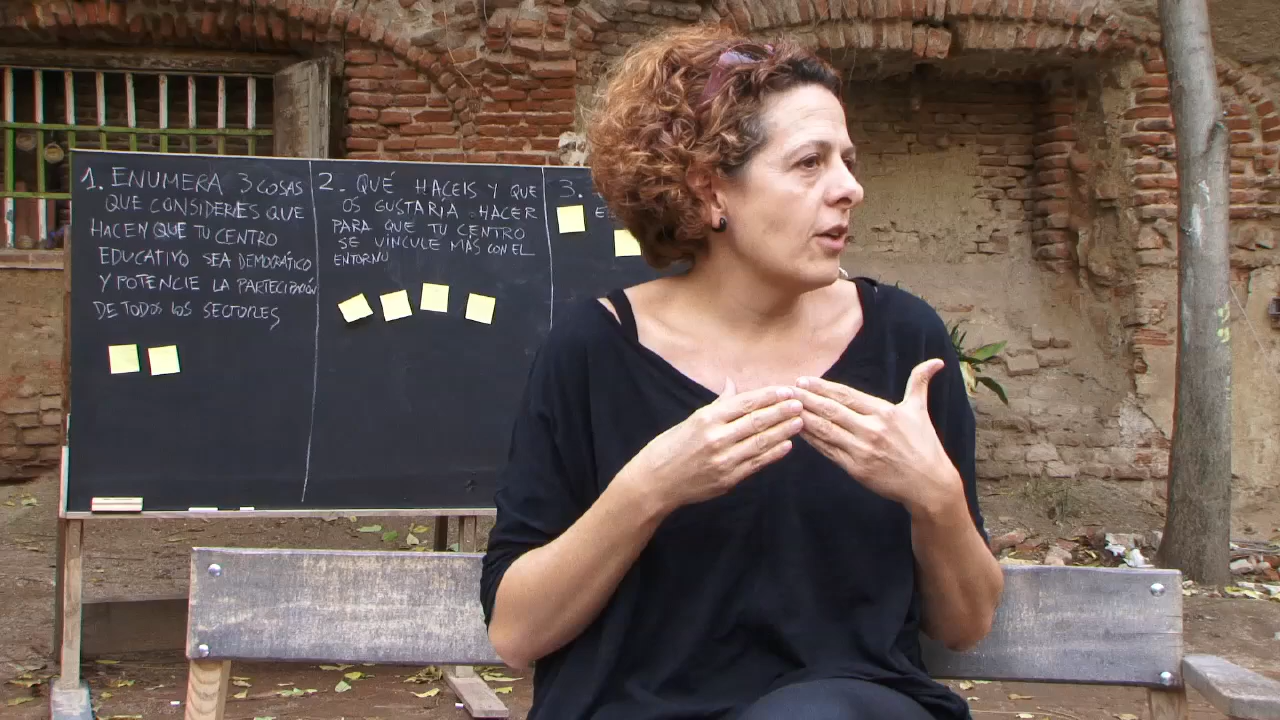 1. ENUMERA 3 COSAS
QUE CONSIDERES QUE
HACEN QUE TU CENTRO
EDUCATIVO SEA DEMOCRÁTICO
Y POTENCIE LA PARTICIPACIÓN
DE TODOS LOS SECTORES
2. QUÉ HACEIS Y QUE
OS GUSTARÍA HACER
PARA QUE TU CENTRO
SE VINCULE MÁS CON EL
ENTORNO
3.